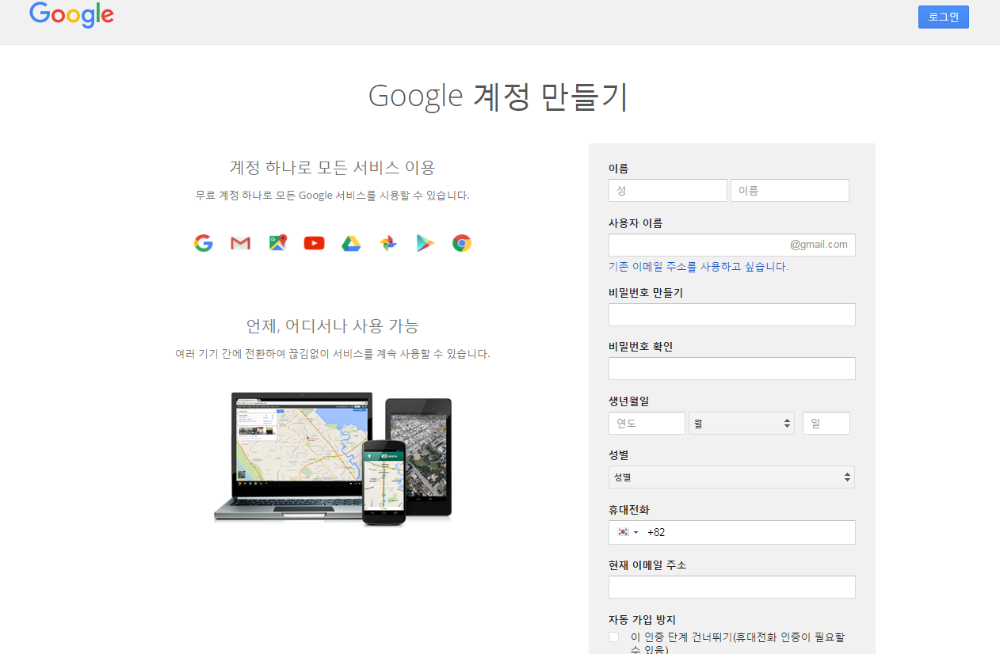 Google
로그인
Google 계정 만들기
계정 하나로 모든 서비스 이용
무료 계정 하나로 모든 Google 서비스를 시용할 수 있습니다.
언제, 어디서나 사용 가능
여러 기기 간에 전환하여 끊김없이 서비스를 계속 사용할 수 있습니다.
이름
성 이름
사용자 이름
@gmail.com
기존 이메일 주소를 사용하고 싶습니다.
비밀번호 만들기
비밀번호 확인
생년월일
연도 월 일
성별
성별
휴대전화
+82
현재 이메일 주소
자동 가입 방지
이 인증 단계 건너뛰기(휴대전화 인증이 필요할
수 있음)